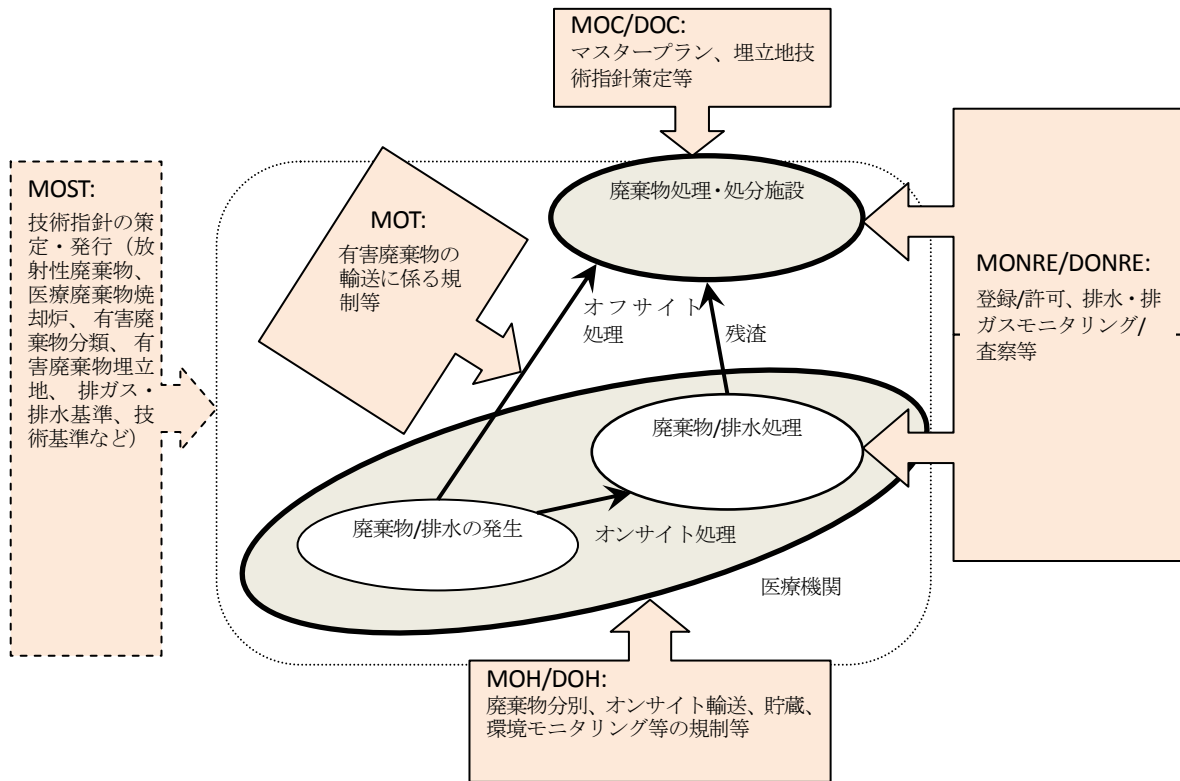 MOC/DOC:
マスタープラン、埋立地技
術指針策定等
MOST:
技術指針の策
定・発行（放
射性廃棄物、
医療廃棄物焼
却炉、有害廃
棄物分類、有
害廃棄物埋立
地、 排ガス・
排水基準、技
術基準など）
MOT:
有害廃棄物の
輸送に係る規
制等
廃棄物処理・処分施設
MONRE/DONRE:
登録/許可、排水・排
ガスモニタリング/
査察等
オフサイト
処理
残渣
廃棄物/排水処理
廃棄物/排水の発生
オンサイト処理
医療機関
MOH/DOH:
廃棄物分別、オンサイト輸送、貯蔵、
環境モニタリング等の規制等